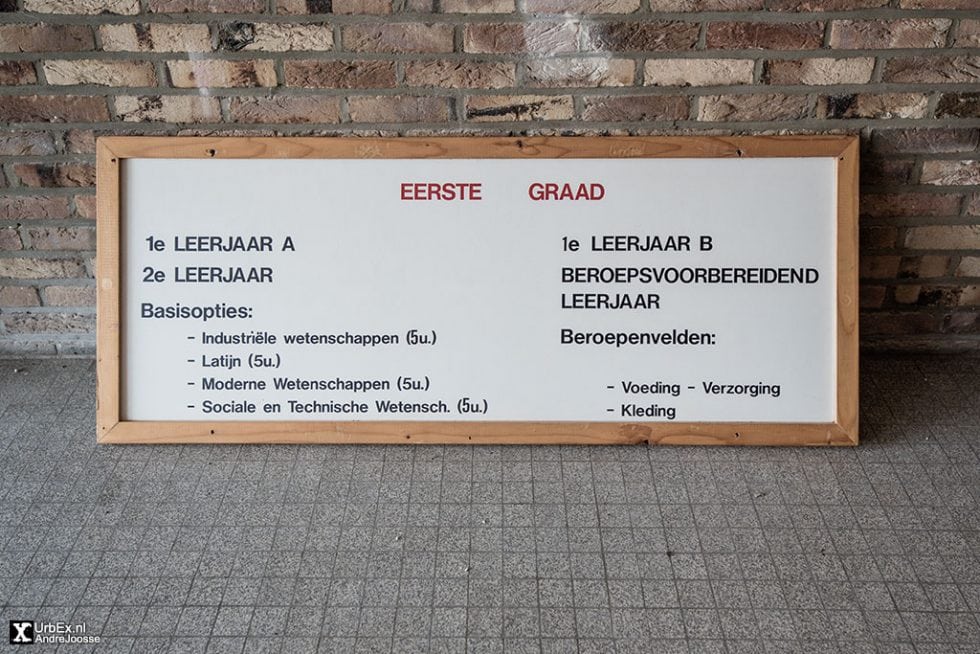 EERSTE GRAAD
1e LEERJAAR A
2e LEERJAAR
Basisopties:
- Industriële wetenschappen (5u.)
- Latijn (5u.)
- Moderne Wetenschappen (5u.)
- Sociale en Technische Wetensch. (5u.)
1e LEERJAAR B
BEROEPSVOORBEREIDEND
LEERJAAR
Beroepenvelden:
- Voeding - Verzorging
- Kleding
X UrbEx.nl
AndreJoosse